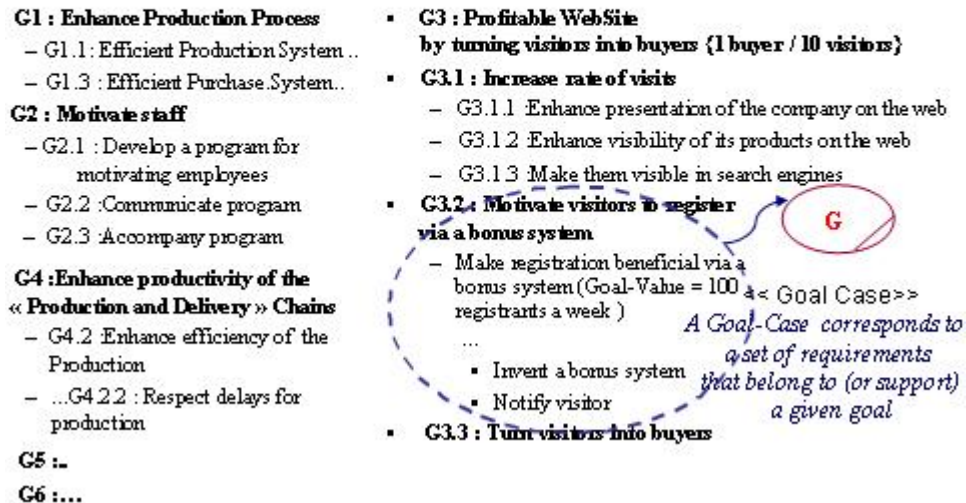 G1 : Enhance Production Process
– G1.1: Efficient Production System...
– G1.3 : Efficient Purchase.System..
G2 : Motivate staff
– G2.1 : Develop a program for
motivating employees
– G2.2 :Communicate program
– G2.3 :Accompany program
G4 :Enhance productivity of the
« Production and Delivery » Chains
– G4.2 :Enhance efficiency of the
Production
– ...G4.2.2 : Respect delays for
production
G5 :..
G6 :...
▪ G3 : Profitable WebSite
by turning visitors into buyers {1 buyer / 10 visitors}
▪ G3.1 : Increase rate of visits
– G3.1.1 :Enhance presentation of the company on the web
– G3.1.2 :Enhance visibility of its products on the web
– G3.1.3 :Make them visible in search engines
▪ G3.2 : Motivate visitors to register
via a bonus system
– Make registration beneficial via a
bonus system (Goal-Value = 100
registrants a week )
...
▪ Invent a bonus system
▪ Notify visitor
▪ G3.3 : Turn visitors into buyers
G
<< Goal Case>>
A Goal-Case corresponds to
a set of requirements
that belong to (or support)
a given goal